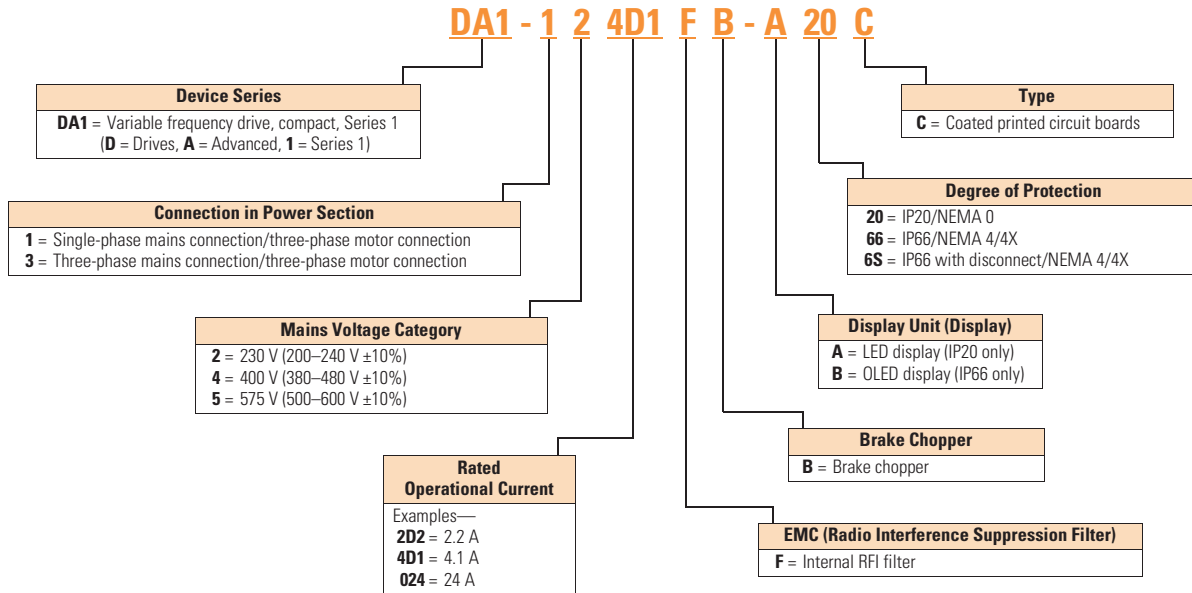 DA1 - 1 2 4D1 F B - A 20 C
Device Series
DA1 = Variable frequency drive, compact, Series 1
(D = Drives, A = Advanced, 1 = Series 1)
Type
C = Coated printed circuit boards
Connection in Power Section
1 = Single-phase mains connection/three-phase motor connection
3 = Three-phase mains connection/three-phase motor connection
Degree of Protection
20 = IP20/NEMA 0
66 = IP66/NEMA 4/4X
6S = IP66 with disconnect/NEMA 4/4X
Mains Voltage Category
2 = 230 V (200–240 V ±10%)
4 = 400 V (380–480 V ±10%)
5 = 575 V (500–600 V ±10%)
Display Unit (Display)
A = LED display (IP20 only)
B = OLED display (IP66 only)
Brake Chopper
B = Brake chopper
Rated
Operational Current
Examples—
2D2 = 2.2 A
4D1 = 4.1 A
024 = 24 A
EMC (Radio Interference Suppression Filter)
F = Internal RFI filter